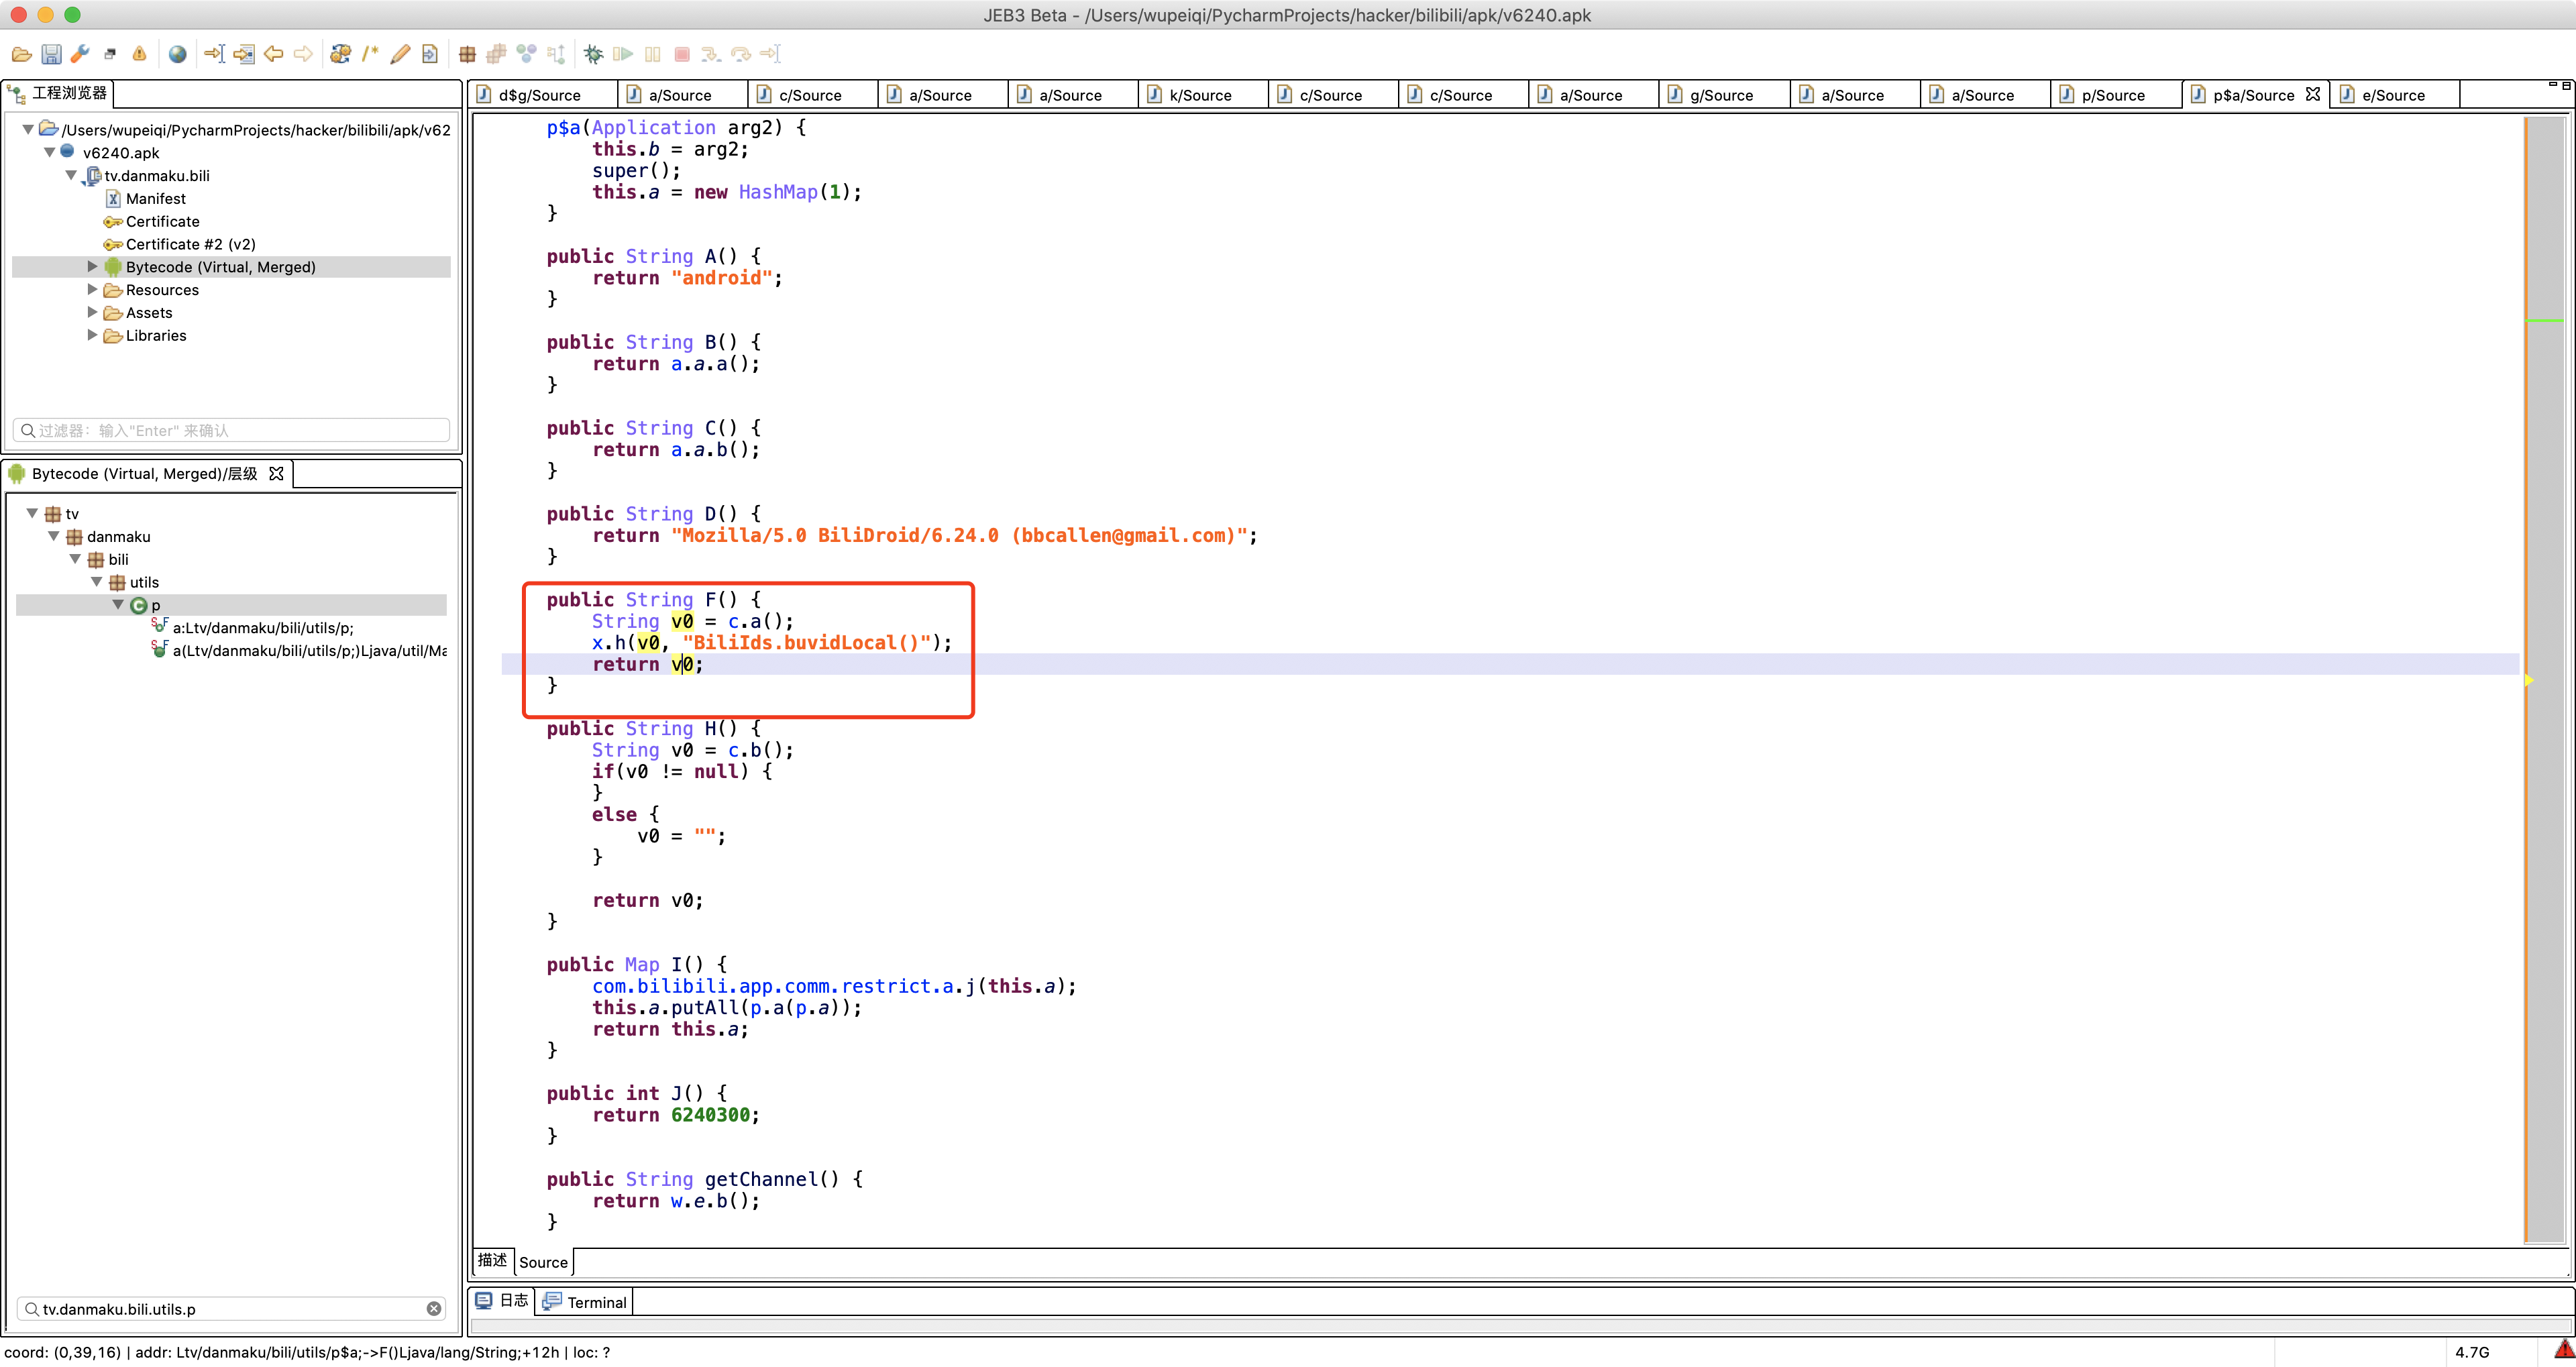 JEB3 Beta - /Users/wupeiqi/PycharmProjects/hacker/bilibili/apk/v6240.apk
工程浏览器
/Users/wupeiqi/PycharmProjects/hacker/bilibili/apk/v62
v6240.apk
tv.danmaku.bili
Manifest
Certificate
Certificate #2 (v2)
Bytecode (Virtual, Merged)
Resources
Assets
Libraries
过滤器：输入"Enter" 来确认
Bytecode (Virtual, Merged)/层级
tv
danmaku
bili
utils
p
a:Ltv/danmaku/bili/utils/p;
a(Ltv/danmaku/bili/utils/p;)Ljava/util/Ma
tv.danmaku.bili.utils.p
d$g/Source a/Source c/Source a/Source a/Source k/Source c/Source c/Source a/Source g/Source a/Source a/Source p/Source p$a/Source e/Source
p$a(Application arg2) {
this.b = arg2;
super();
this.a = new HashMap(1);
}
public String A() {
return "android";
}
public String B() {
return a.a.a();
}
public String C() {
return a.a.b();
}
public String D() {
return "Mozilla/5.0 BiliDroid/6.24.0 (bbcallen@gmail.com)";
}
public String F() {
String v0 = c.a();
x.h(v0, "BiliIds.buvidLocal()");
return v0;
}
public String H() {
String v0 = c.b();
if(v0 != null) {
}
else {
v0 = "";
}
return v0;
}
public Map I() {
com.bilibili.app.comm.restrict.a.j(this.a);
this.a.putAll(p.a(p.a));
return this.a;
}
public int J() {
return 6240300;
}
public String getChannel() {
return w.e.b();
}
描述 Source
日志 Terminal
coord: (0,39,16) | addr: Ltv/danmaku/bili/utils/p$a;->F()Ljava/lang/String;+12h | loc: ?
4.7G